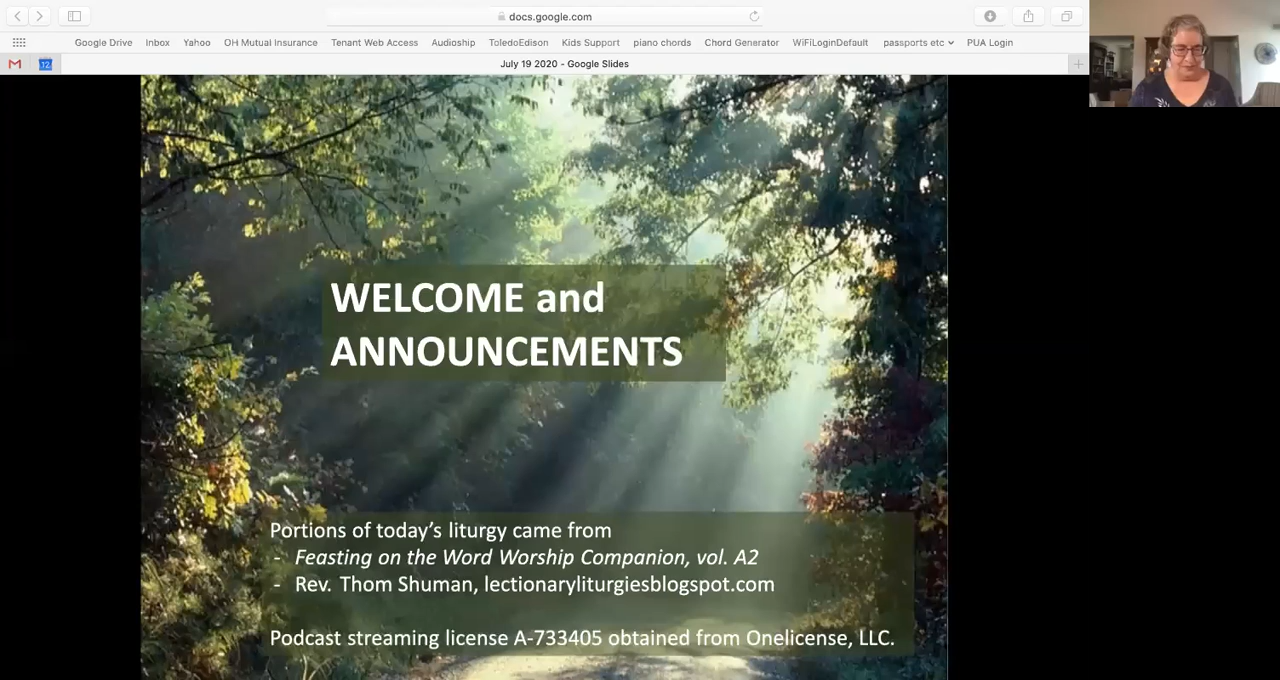 docs.google.com
Google Drive Inbox Yahoo OH Mutual Insurance Tenant Web Access Audioship ToledoEdison Kids Support piano chords Chord Generator WiFiLoginDefault passports etc PUA Login
12
July 19 2020 - Google Slides
WELCOME and
ANNOUNCEMENTS
Portions of today's liturgy came from
- Feasting on the Word Worship Companion, vol. A2
- Rev. Thom Shuman, lectionaryliturgiesblogspot.com
Podcast streaming license A-733405 obtained from Onelicense, LLC.